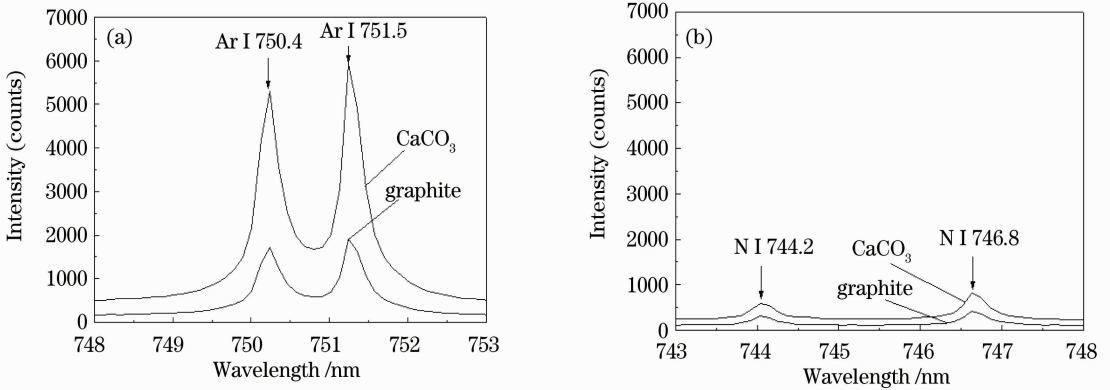 7000
6000
5000
4000
3000
2000
1000
0
Intensity (counts)
(a)
Ar I 750.4
Ar I 751.5
CaCO3
graphite
748 749 750 751 752 753
Wavelength /nm
7000
6000
5000
4000
3000
2000
1000
0
Intensity (counts)
(b)
N I 744.2
CaCO3
N I 746.8
graphite
743 744 745 746 747 748
Wavelength /nm